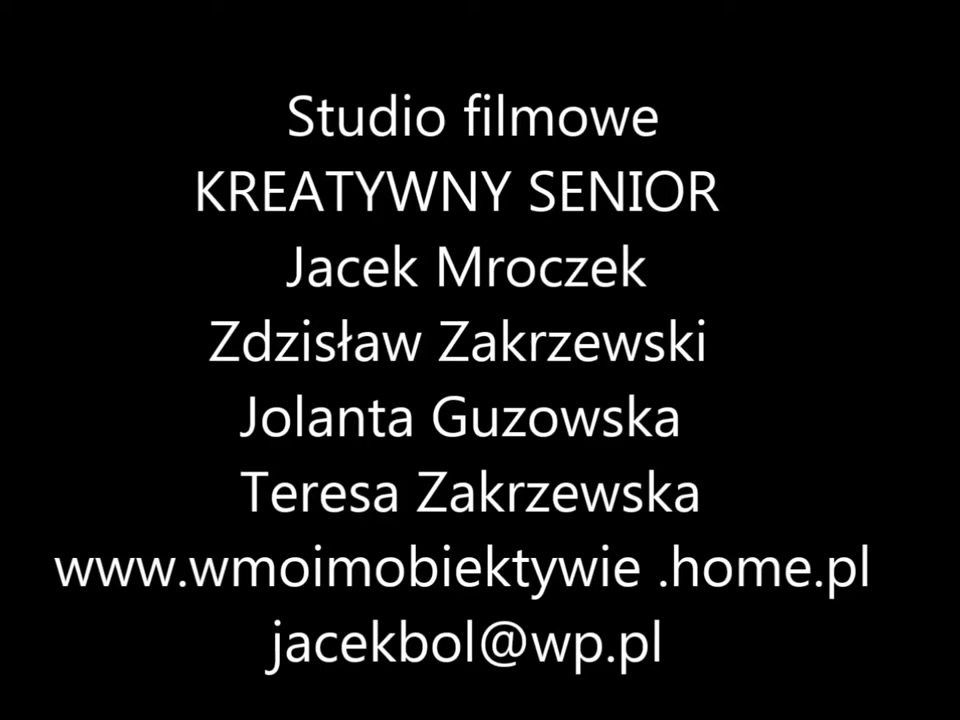 Studio filmowe
KREATYWNY SENIOR
Jacek Mroczek
Zdzisław Zakrzewski
Jolanta Guzowska
Teresa Zakrzewska
www.wmoimobiektywie .home.pl
jacekbol@wp.pl